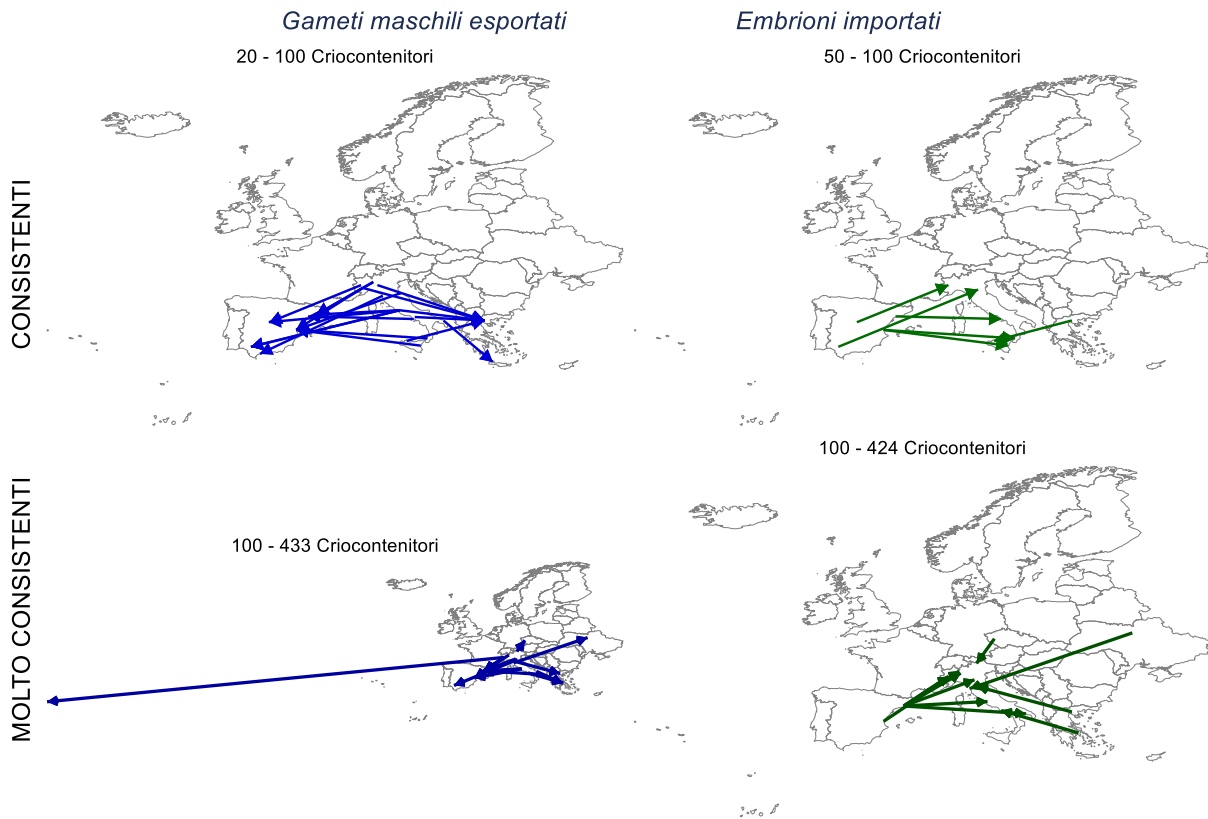 Gameti maschili esportati
Embrioni importati
20 - 100 Criocontenitori
50 - 100 Criocontenitori
CONSISTENTI
100 - 424 Criocontenitori
100 - 433 Criocontenitori
MOLTO CONSISTENTI